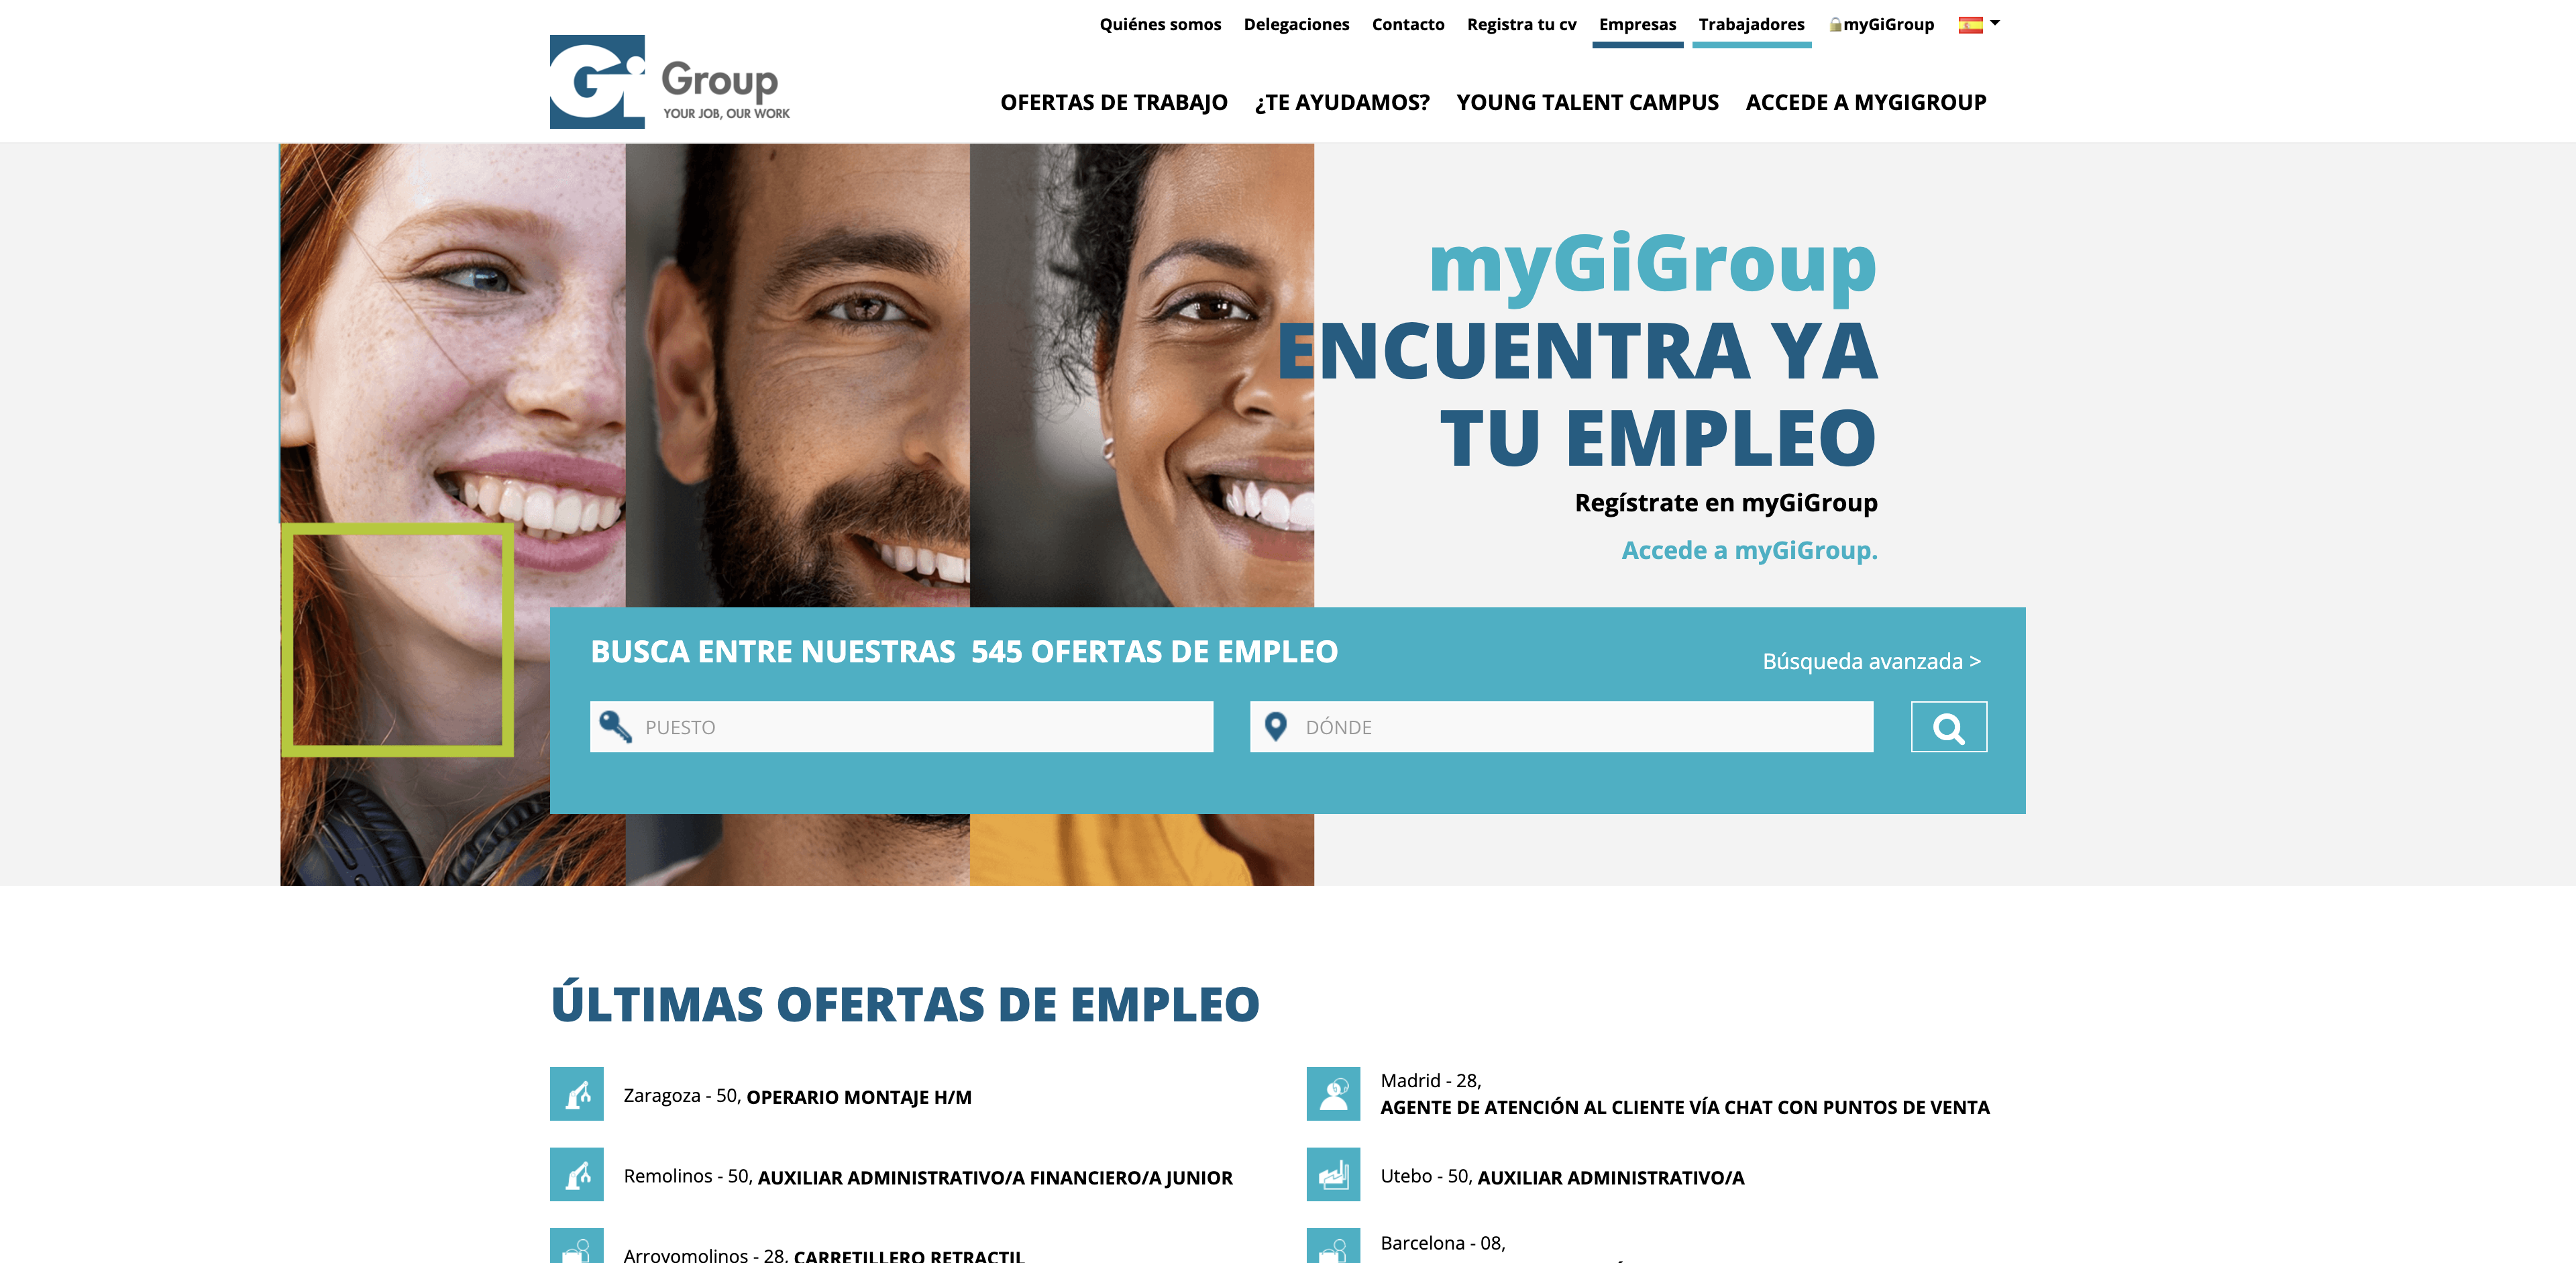 Quiénes somos Delegaciones Contacto Registra tu cv Empresas Trabajadores myGiGroup
Gi Group
YOUR JOB, OUR WORK
OFERTAS DE TRABAJO ¿TE AYUDAMOS? YOUNG TALENT CAMPUS ACCEDE A MYGIGROUP
myGiGroup
ENCUENTRA YA
TU EMPLEO
Regístrate en myGiGroup
Accede a myGiGroup.
BUSCA ENTRE NUESTRAS 545 OFERTAS DE EMPLEO
Búsqueda avanzada >
PUESTO
DÓNDE
ÚLTIMAS OFERTAS DE EMPLEO
Zaragoza - 50, OPERARIO MONTAJE H/M
Madrid - 28,
AGENTE DE ATENCIÓN AL CLIENTE VÍA CHAT CON PUNTOS DE VENTA
Remolinos - 50, AUXILIAR ADMINISTRATIVO/A FINANCIERO/A JUNIOR
Utebo - 50, AUXILIAR ADMINISTRATIVO/A
Arroyomolinos - 28, CARRETILLERO RETRACTIL
Barcelona - 08,